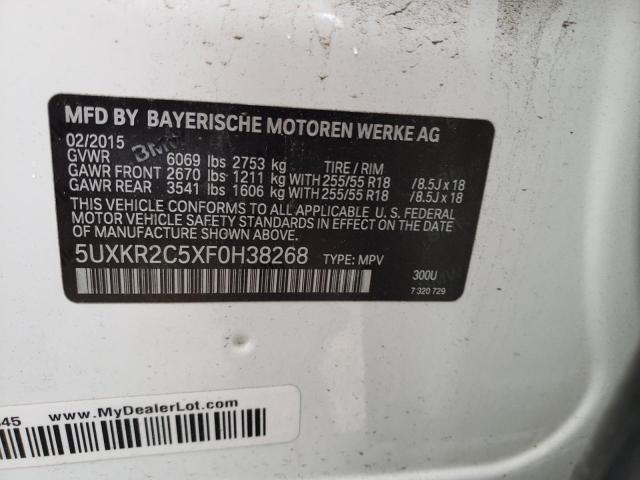 MFD BY BAYERISCHE MOTOREN WERKE AG
02/2015 BMW
GVWR 6069 lbs 2753 kg TIRE / RIM
GAWR FRONT 2670 lbs 1211 kg WITH 255/55 R18 /8.5J x 18
GAWR REAR 3541 lbs 1606 kg WITH 255/55 R18 /8.5J x 18
THIS VEHICLE CONFORMS TO ALL APPLICABLE U. S. FEDERAL
MOTOR VEHICLE SAFETY STANDARDS IN EFFECT ON THE DATE
OF MANUFACTURE SHOWN ABOVE.
5UXKR2C5XF0H38268 TYPE: MPV
300U
7 320 729
www.MyDealerLot.com